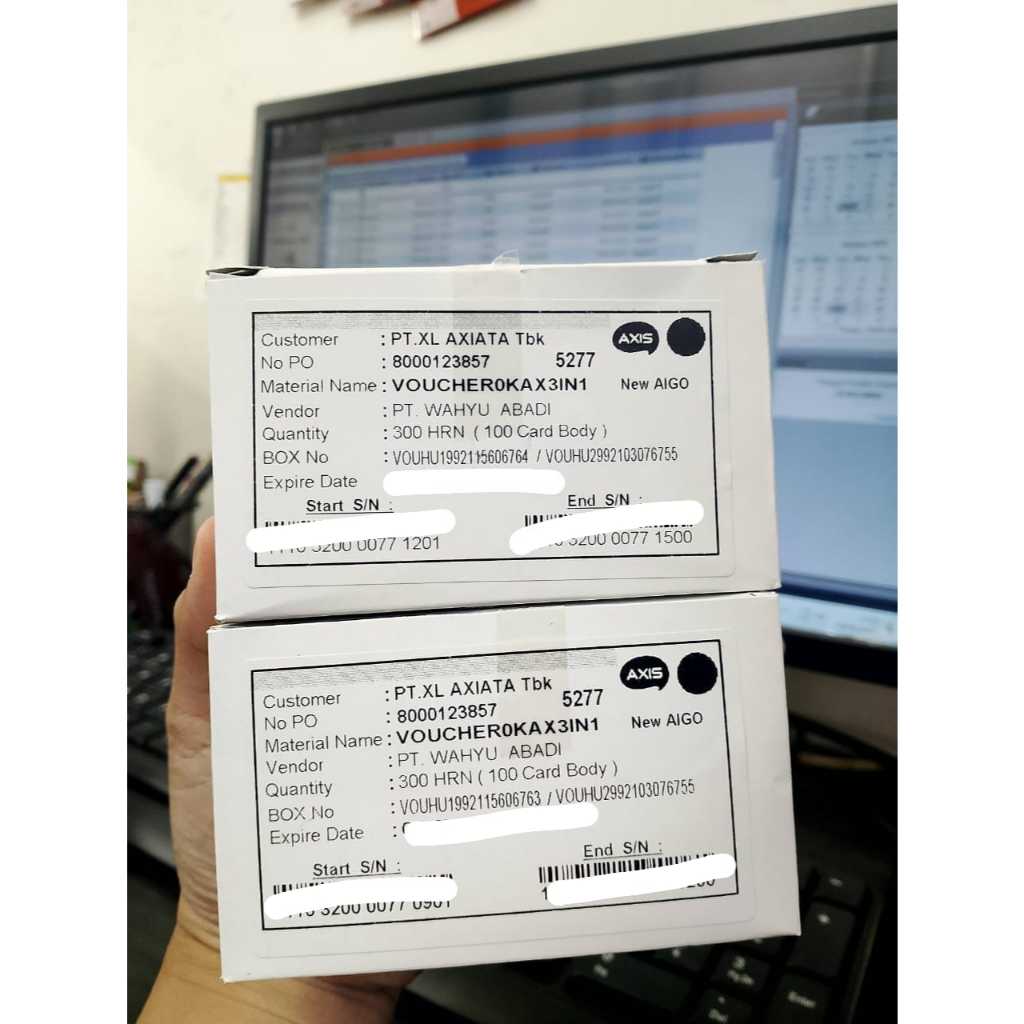 AXIS
Customer : PT.XL AXIATA Tbk
No PO : 8000123857 5277
Material Name : VOUCHER0KAX3IN1 New AIGO
Vendor : PT. WAHYU ABADI
Quantity : 300 HRN ( 100 Card Body )
BOX No : VOUHU1992115606764 / VOUHU2992103076755
Expire Date
Start S/N : End S/N :
3200 0077 1201 3200 0077 1500
AXIS
Customer : PT.XL AXIATA Tbk
No PO : 8000123857 5277
Material Name : VOUCHER0KAX3IN1 New AIGO
Vendor : PT. WAHYU ABADI
Quantity : 300 HRN ( 100 Card Body )
BOX No : VOUHU1992115606763 / VOUHU2992103076755
Expire Date :
Start S/N : End S/N :
3200 0077 0901
Enter